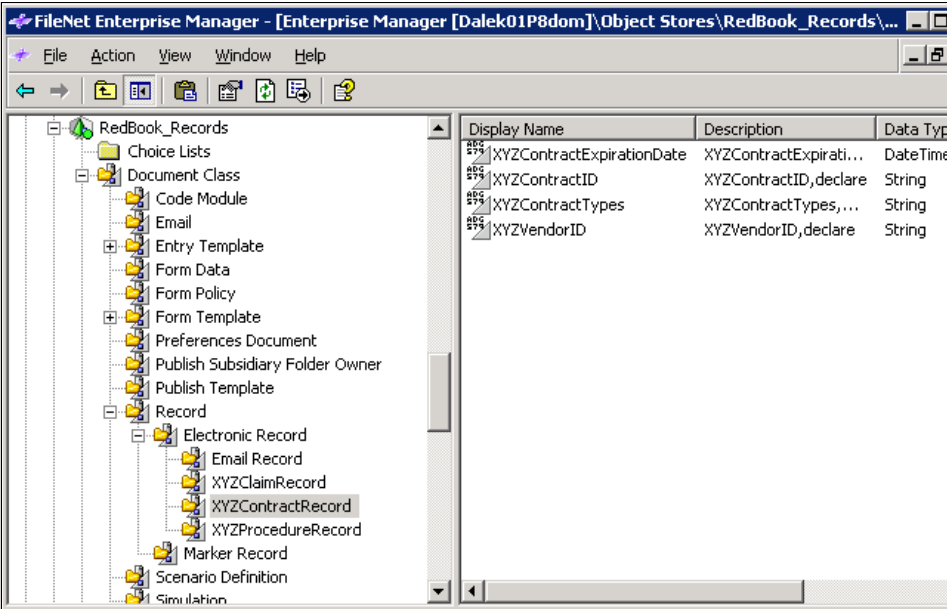 FileNet Enterprise Manager - [Enterprise Manager [Dalek01P8dom]\Object Stores\RedBook_Records\...
File Action View Window Help
RedBook_Records
Choice Lists
Document Class
Code Module
Email
Entry Template
Form Data
Form Policy
Form Template
Preferences Document
Publish Subsidiary Folder Owner
Publish Template
Record
Electronic Record
Email Record
XYZClaimRecord
XYZContractRecord
XYZProcedureRecord
Marker Record
Scenario Definition
Simulation
Display Name Description Data Typ
XYZContractExpirationDate XYZContractExpirati... DateTime
XYZContractID XYZContractID,declare String
XYZContractTypes XYZContractTypes,... String
XYZVendorID XYZVendorID,declare String